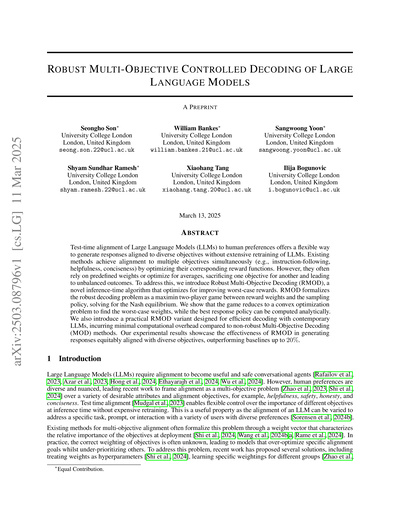 ROBUST MULTI-OBJECTIVE CONTROLLED DECODING OF LARGE
LANGUAGE MODELS
A PREPRINT
Seongho Son*
University College London
London, United Kingdom
seong.son.22@ucl.ac.uk
William Bankes*
University College London
London, United Kingdom
william.bankes.21@ucl.ac.uk
Sangwoong Yoon*
University College London
London, United Kingdom
sangwoong.yoon@ucl.ac.uk
Shyam Sundhar Ramesh*
University College London
London, United Kingdom
shyam.ramesh.22@ucl.ac.uk
Xiaohang Tang
University College London
London, United Kingdom
xiaohang.tang.20@ucl.ac.uk
Ilija Bogunovic
University College London
London, United Kingdom
i.bogunovic@ucl.ac.uk
March 13, 2025
ABSTRACT
Test-time alignment of Large Language Models (LLMs) to human preferences offers a flexible way
to generate responses aligned to diverse objectives without extensive retraining of LLMs. Existing
methods achieve alignment to multiple objectives simultaneously (e.g., instruction-following,
helpfulness, conciseness) by optimizing their corresponding reward functions. However, they
often rely on predefined weights or optimize for averages, sacrificing one objective for another and
leading to unbalanced outcomes. To address this, we introduce Robust Multi-Objective Decoding (RMOD), a
novel inference-time algorithm that optimizes for improving worst-case rewards. RMOD formalizes
the robust decoding problem as a maximin two-player game between reward weights and the sampling
policy, solving for the Nash equilibrium. We show that the game reduces to a convex optimization
problem to find the worst-case weights, while the best response policy can be computed analytically.
We also introduce a practical RMOD variant designed for efficient decoding with contemporary
LLMs, incurring minimal computational overhead compared to non-robust Multi-Objective Decoding
(MOD) methods. Our experimental results showcase the effectiveness of RMOD in generating
responses equitably aligned with diverse objectives, outperforming baselines up to 20%.
1 Introduction
Large Language Models (LLMs) require alignment to become useful and safe conversational agents [Rafailov et al.,
2023, Azar et al., 2023, Hong et al., 2024, Ethayarajh et al., 2024, Wu et al., 2024]. However, human preferences are
diverse and nuanced, leading recent work to frame alignment as a multi-objective problem [Zhao et al., 2023, Shi et al.,
2024] over a variety of desirable attributes and alignment objectives, for example, helpfulness, safety, honesty, and
conciseness. Test time alignment [Mudgal et al., 2023] enables flexible control over the importance of different objectives
at inference time without expensive retraining. This is a useful property as the alignment of an LLM can be varied to
address a specific task, prompt, or interaction with a variety of users with diverse preferences [Sorensen et al., 2024b].
Existing methods for multi-objective alignment often formalize this problem through a weight vector that characterizes
the relative importance of the objectives at deployment [Shi et al., 2024, Wang et al., 2024b,a, Rame et al., 2024]. In
practice, the correct weighting of objectives is often unknown, leading to models that over-optimize specific alignment
goals whilst under-prioritizing others. To address this problem, recent work has proposed several solutions, including
treating weights as hyperparameters [Shi et al., 2024], learning specific weightings for different groups [Zhao et al.,
*Equal Contribution.
arXiv:2503.08796v1 [cs.LG] 11 Mar 2025